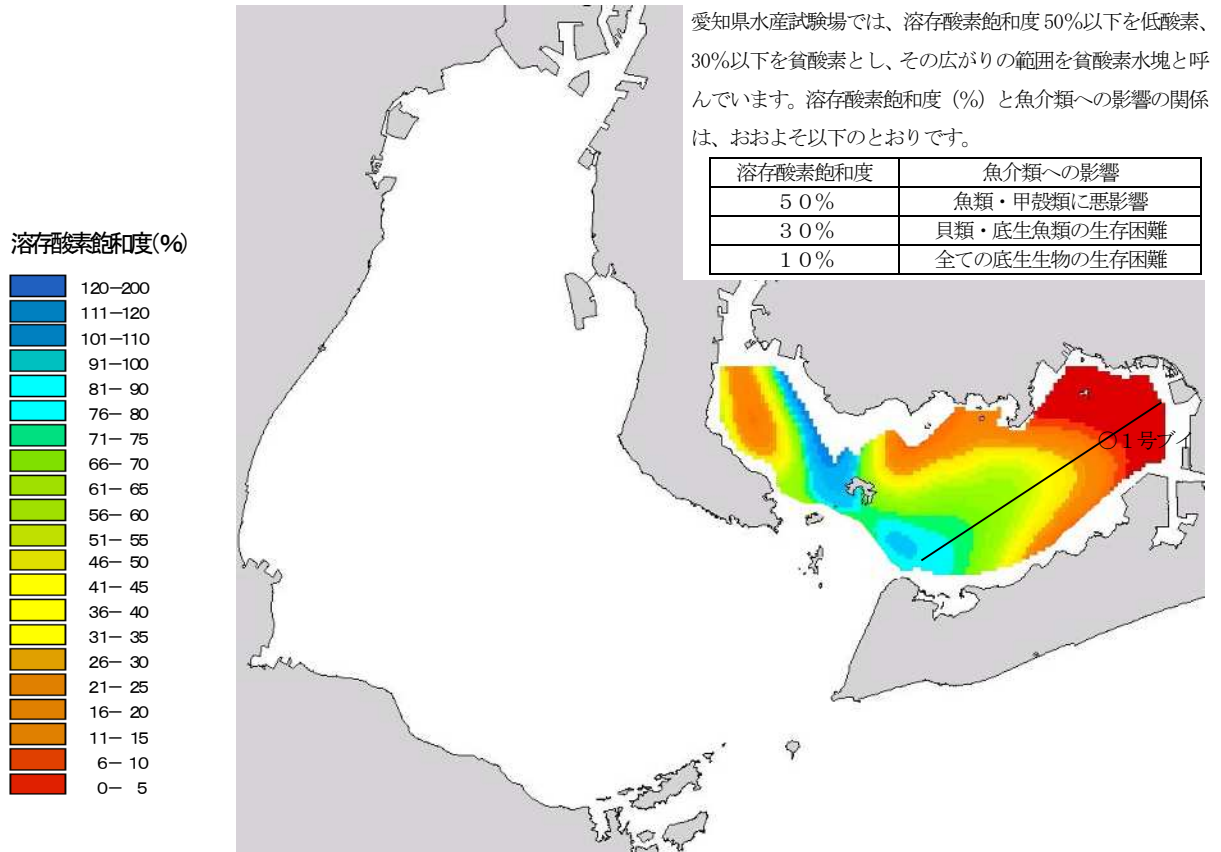 愛知県水産試験場では、溶存酸素飽和度 50%以下を低酸素、
30%以下を貧酸素とし、その広がりの範囲を貧酸素水塊と呼
んでいます。溶存酸素飽和度（%）と魚介類への影響の関係
は、おおよそ以下のとおりです。
溶存酸素飽和度 魚介類への影響
５０％ 魚類・甲殻類に悪影響
３０％ 貝類・底生魚類の生存困難
１０％ 全ての底生生物の生存困難
溶存酸素飽和度(%)
120-200
111-120
101-110
91-100
81- 90
76- 80
71- 75
66- 70
61- 65
56- 60
51- 55
46- 50
41- 45
36- 40
31- 35
26- 30
21- 25
16- 20
11- 15
6- 10
0- 5
○１号ブイ